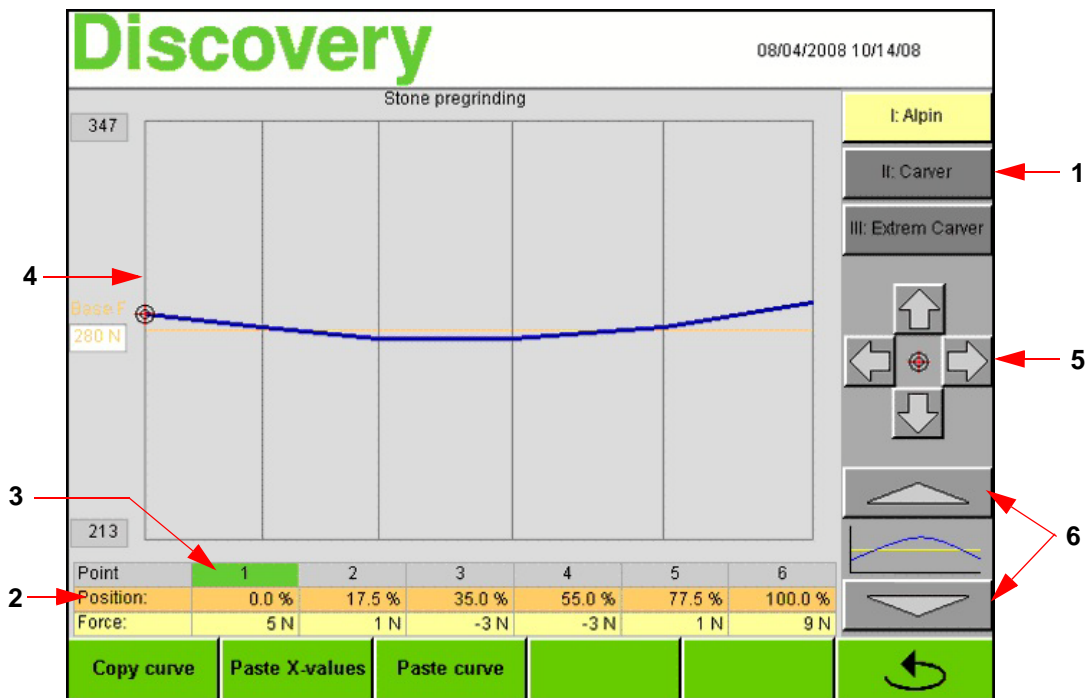 Discovery
08/04/2008 10/14/08
Stone pregrinding
347
I: Alpin
II: Carver
1
III: Extrem Carver
4
Base F
280 N
5
3
213
6
Point 1 2 3 4 5 6
2
Position: 0.0 % 17.5 % 35.0 % 55.0 % 77.5 % 100.0 %
Force: 5 N 1 N -3 N -3 N 1 N 9 N
Copy curve Paste X-values Paste curve